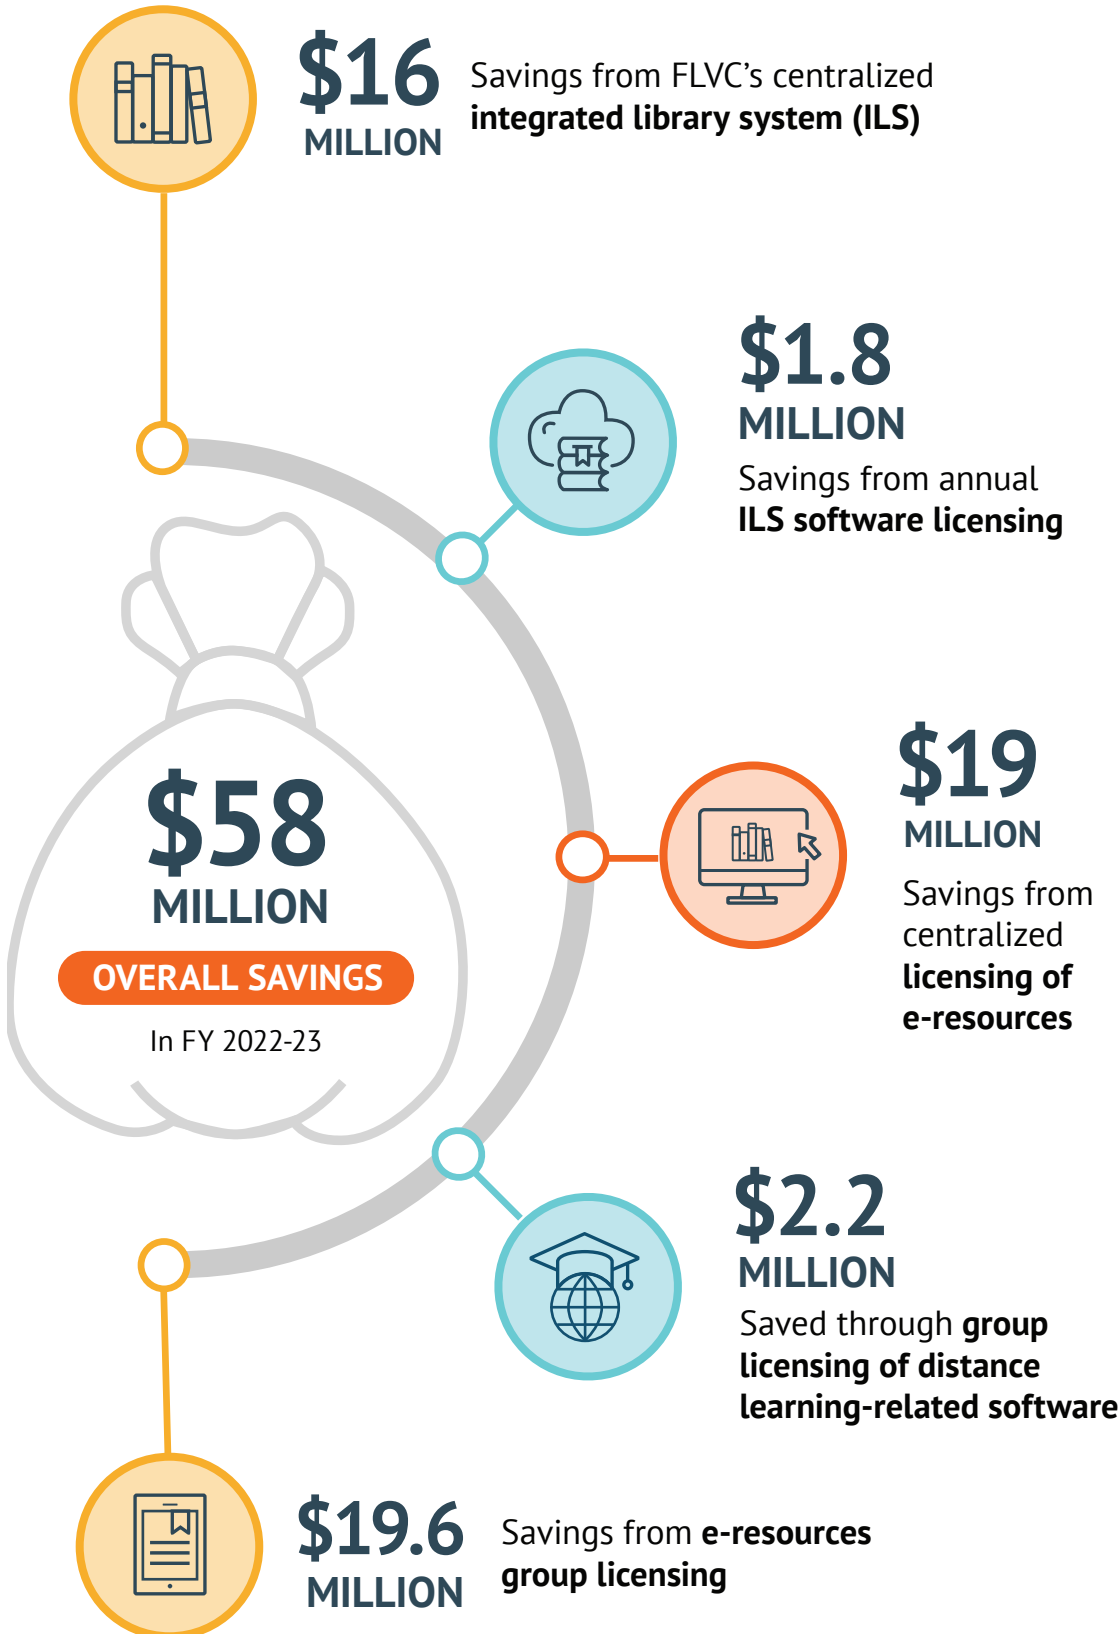 $16
MILLION
Savings from FLVC’s centralized
integrated library system (ILS)
$1.8
MILLION
Savings from annual
ILS software licensing
$19
MILLION
Savings from
centralized
licensing of
e-resources
$58
MILLION
OVERALL SAVINGS
In FY 2022-23
$2.2
MILLION
Saved through group
licensing of distance
learning-related software
$19.6
MILLION
Savings from e-resources
group licensing